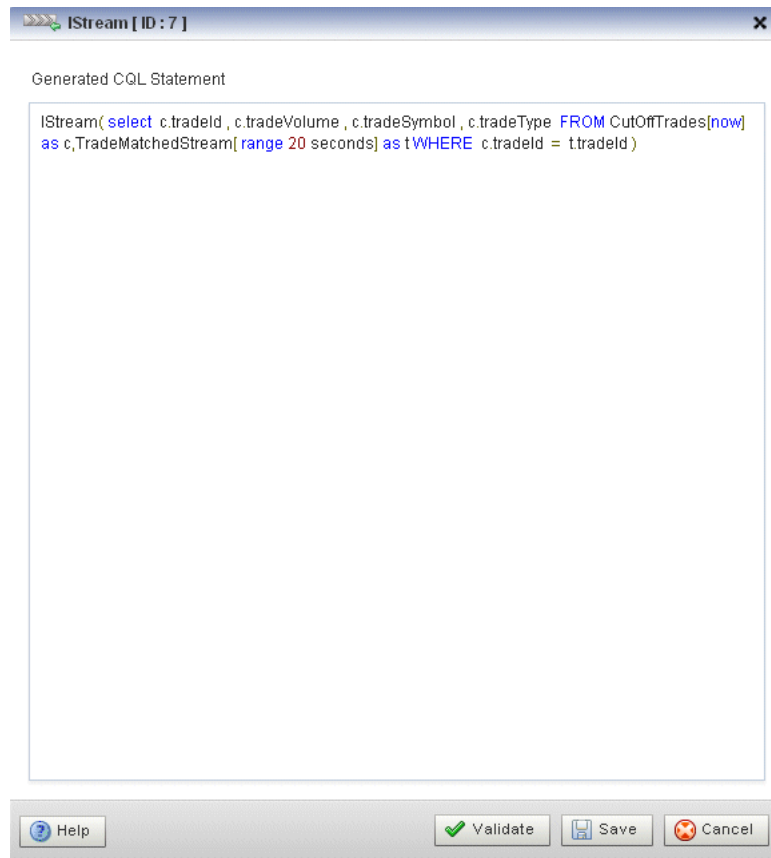 IStream [ ID : 7 ]
Generated CQL Statement
IStream( select c.tradeId , c.tradeVolume , c.tradeSymbol , c.tradeType FROM CutOffTrades[now]
as c,TradeMatchedStream[ range 20 seconds] as t WHERE c.tradeId = t.tradeId )
Help
Validate
Save
Cancel